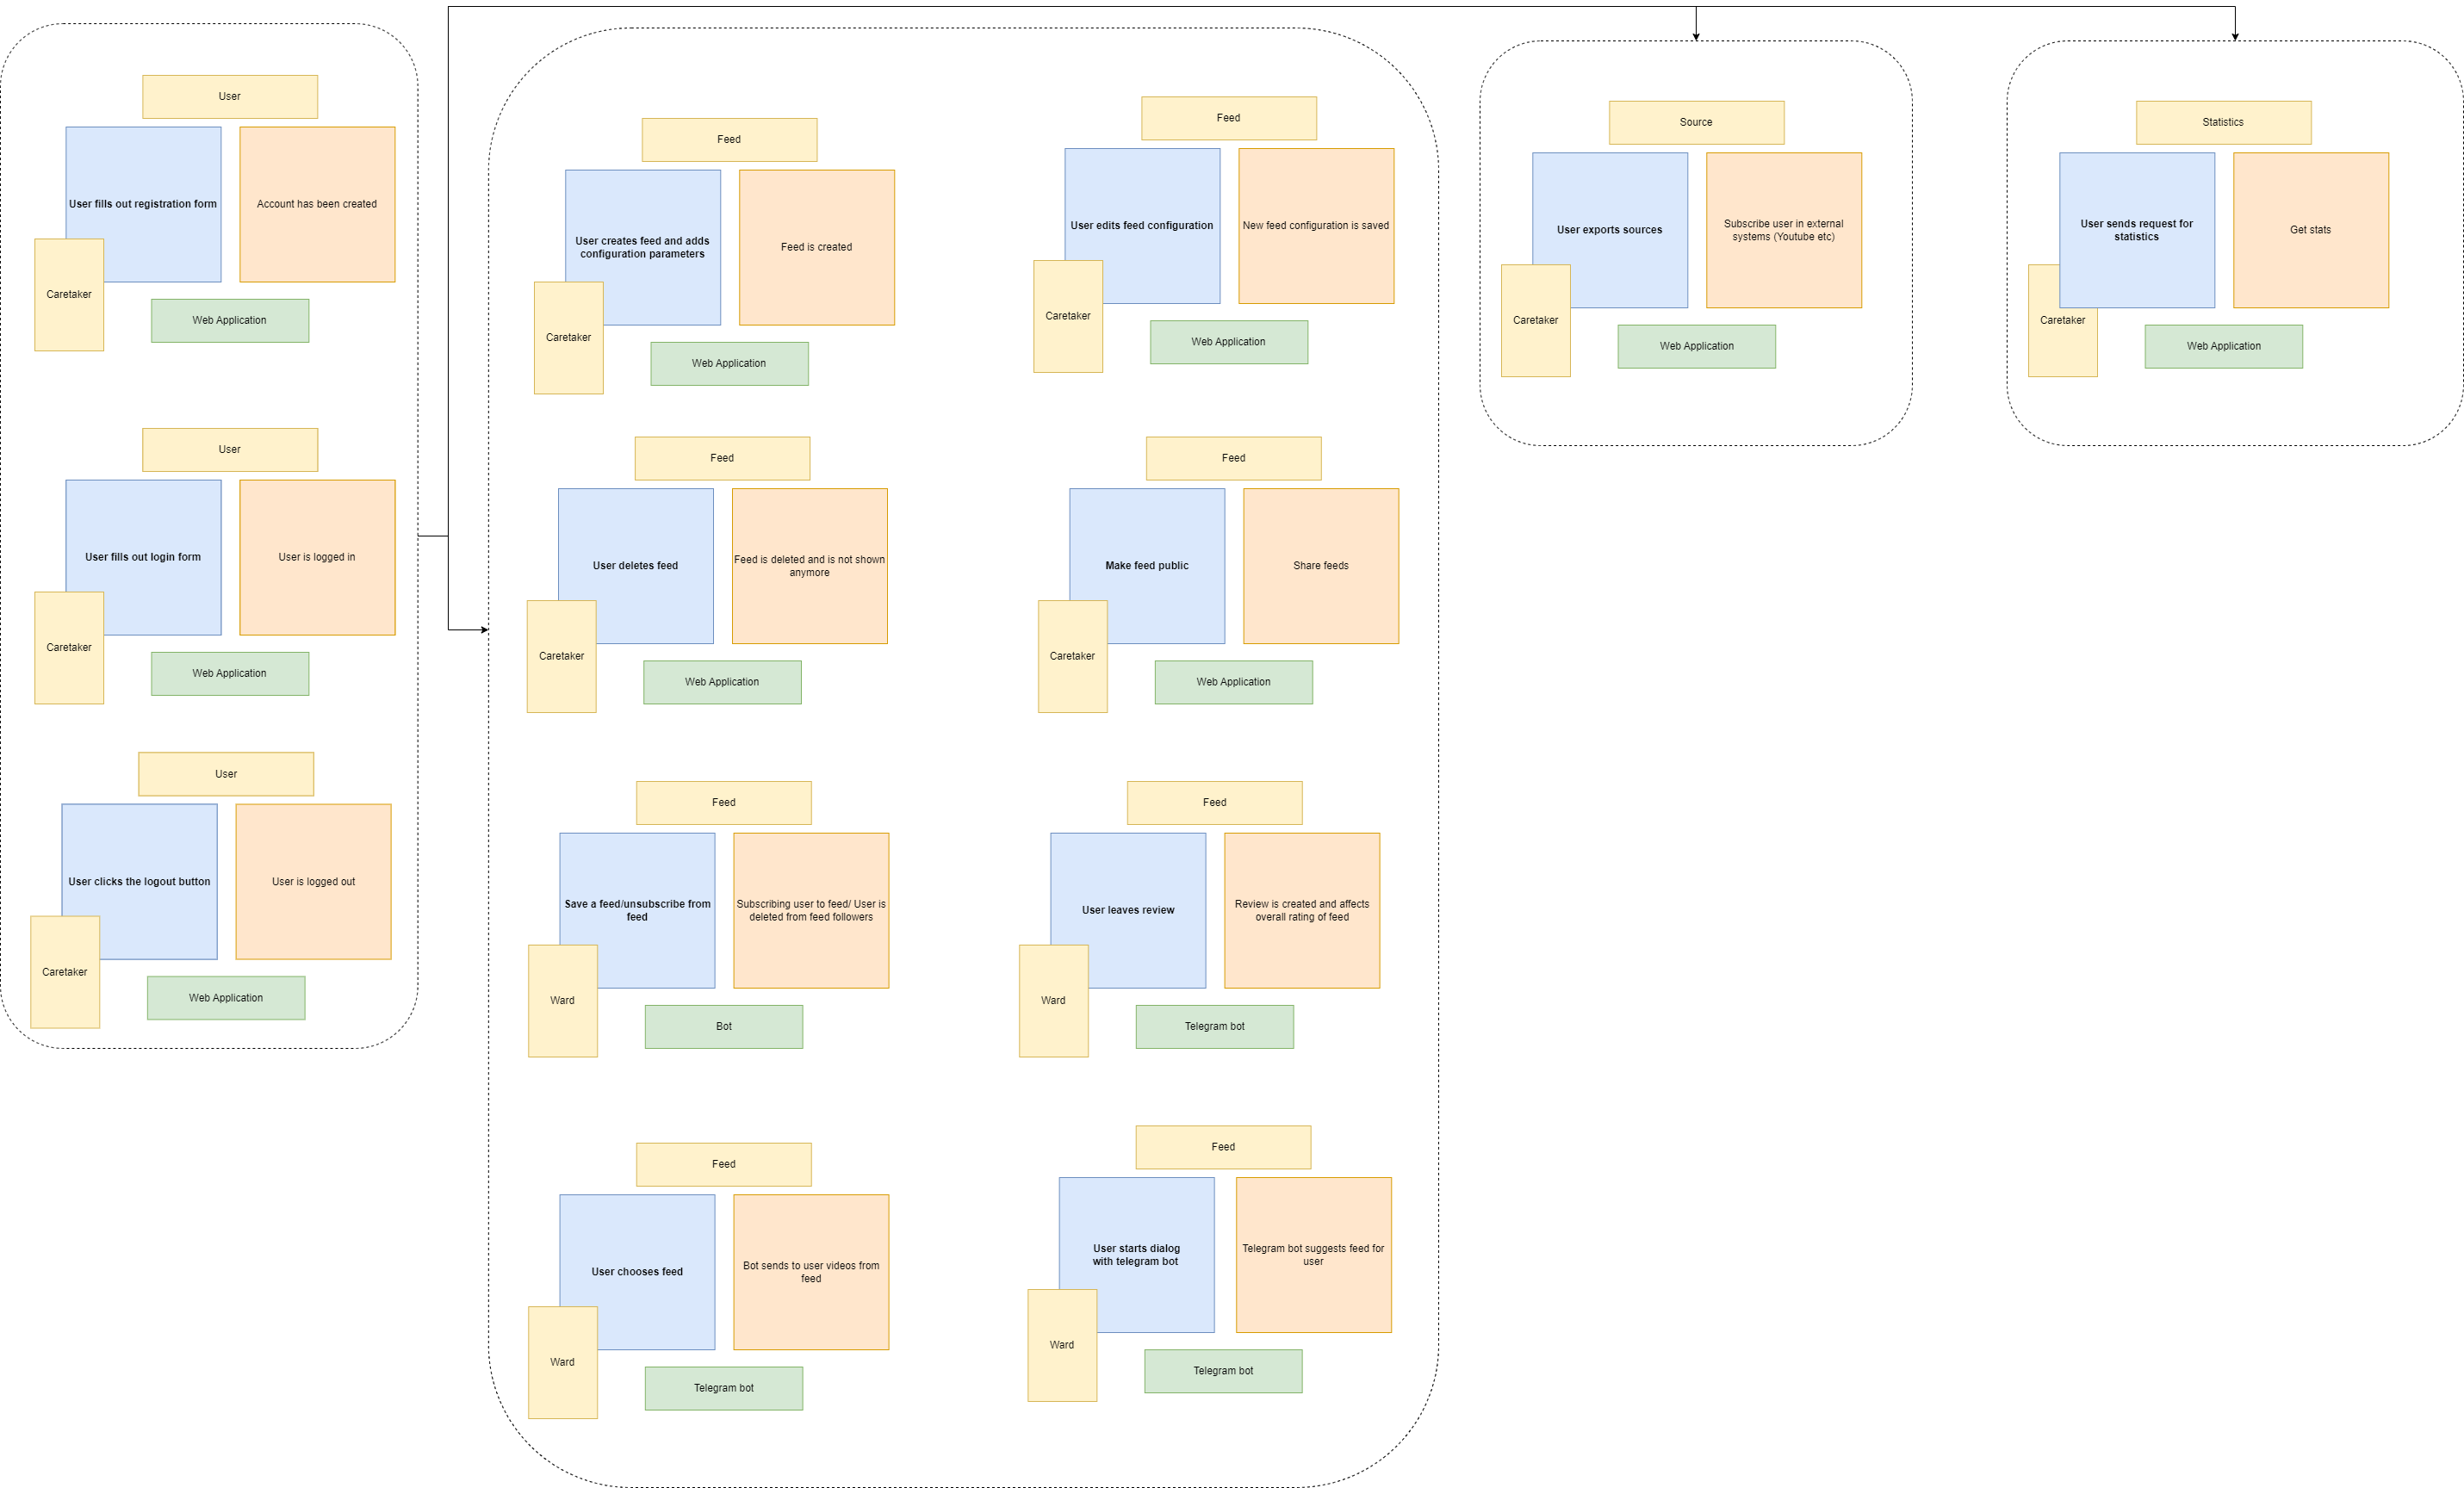 User
User fills out registration form
Account has been created
Caretaker
Web Application
User
User fills out login form
User is logged in
Caretaker
Web Application
User
User clicks the logout button
User is logged out
Caretaker
Web Application
Feed
User creates feed and adds
configuration parameters
Feed is created
Caretaker
Web Application
Feed
User edits feed configuration
New feed configuration is saved
Caretaker
Web Application
Feed
User deletes feed
Feed is deleted and is not shown
anymore
Caretaker
Web Application
Feed
Make feed public
Share feeds
Caretaker
Web Application
Feed
Save a feed/unsubscribe from
feed
Subscribing user to feed/ User is
deleted from feed followers
Ward
Bot
Feed
User leaves review
Review is created and affects
overall rating of feed
Ward
Telegram bot
Feed
User chooses feed
Bot sends to user videos from
feed
Ward
Telegram bot
Feed
User starts dialog
with telegram bot
Telegram bot suggests feed for
user
Ward
Telegram bot
Source
User exports sources
Subscribe user in external
systems (Youtube etc)
Caretaker
Web Application
Statistics
User sends request for
statistics
Get stats
Caretaker
Web Application